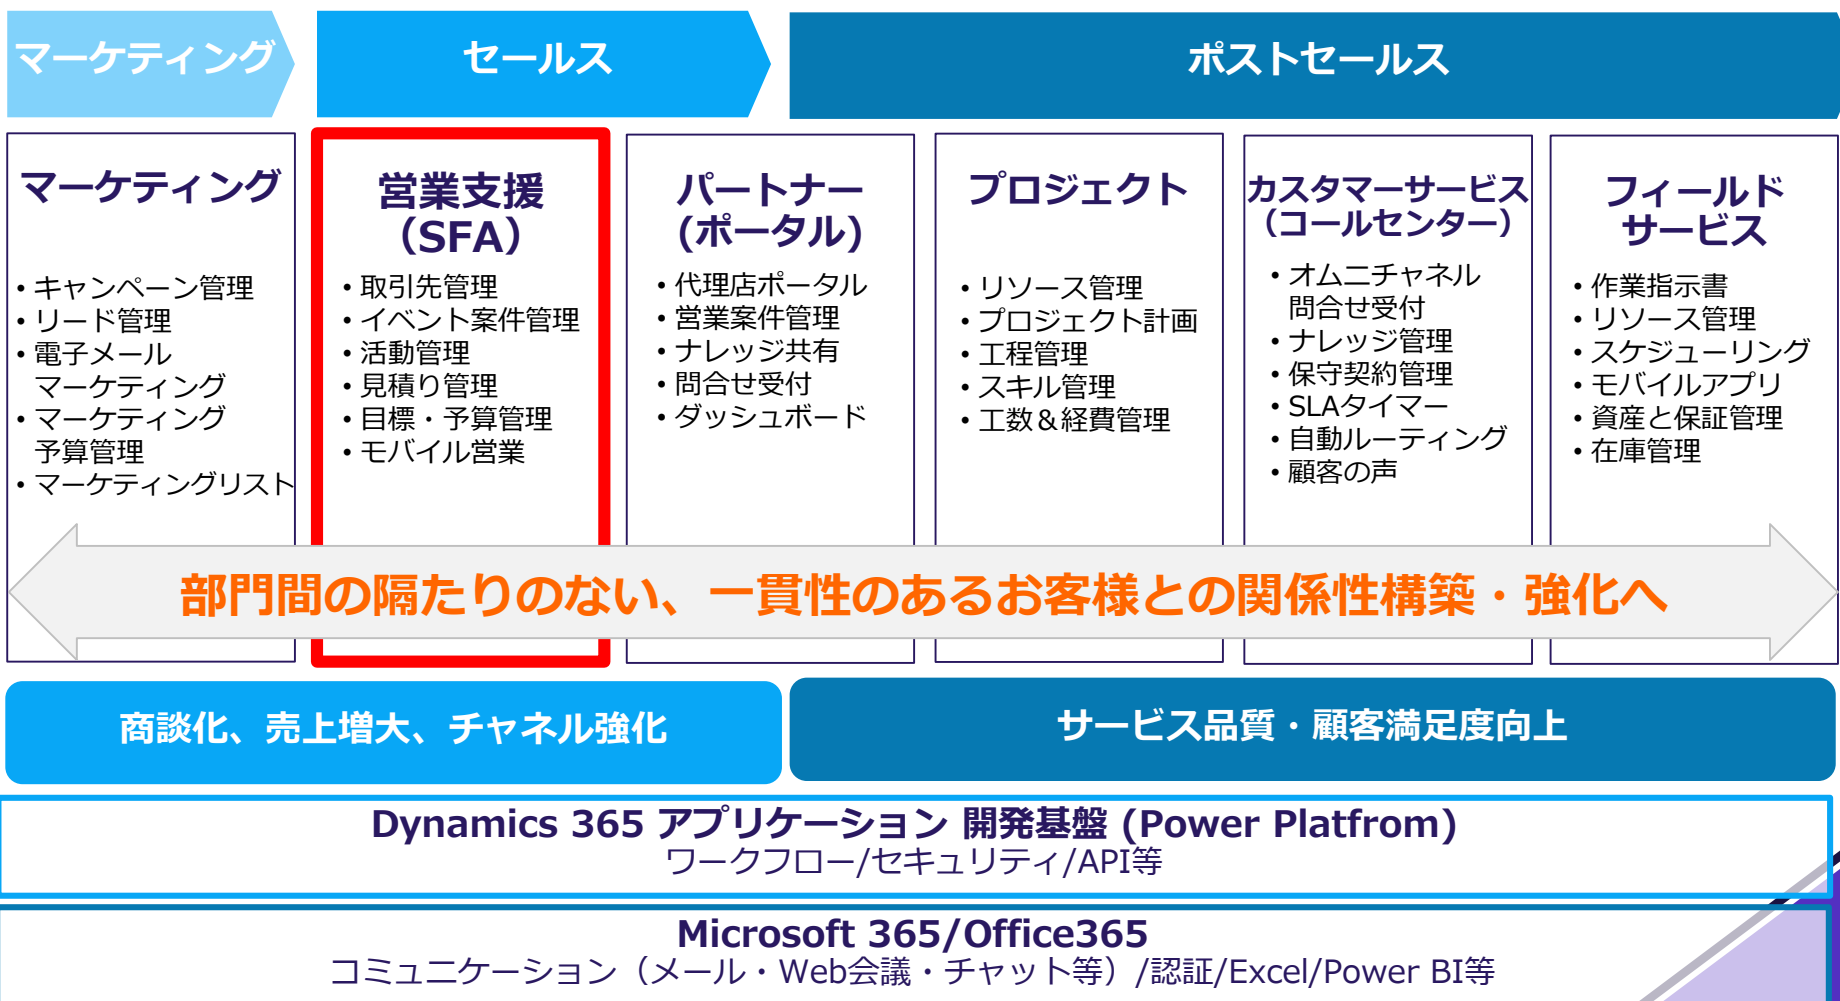 マーケティング
セールス
ポストセールス
マーケティング
・キャンペーン管理
・リード管理
・電子メール
マーケティング
・マーケティング
予算管理
・マーケティングリスト
営業支援
（SFA）
・取引先管理
・イベント案件管理
・活動管理
・見積り管理
・目標・予算管理
・モバイル営業
パートナー
(ポータル)
・代理店ポータル
・営業案件管理
・ナレッジ共有
・問合せ受付
・ダッシュボード
プロジェクト
・リソース管理
・プロジェクト計画
・工程管理
・スキル管理
・工数＆経費管理
カスタマーサービス
（コールセンター）
・オムニチャネル
問合せ受付
・ナレッジ管理
・保守契約管理
・SLAタイマー
・自動ルーティング
・顧客の声
フィールド
サービス
・作業指示書
・リソース管理
・スケジューリング
・モバイルアプリ
・資産と保証管理
・在庫管理
部門間の隔たりのない、一貫性のあるお客様との関係性構築・強化へ
商談化、売上増大、チャネル強化
サービス品質・顧客満足度向上
Dynamics 365 アプリケーション 開発基盤 (Power Platfrom)
ワークフロー/セキュリティ/API等
Microsoft 365/Office365
コミュニケーション（メール・Web会議・チャット等）/認証/Excel/Power BI等